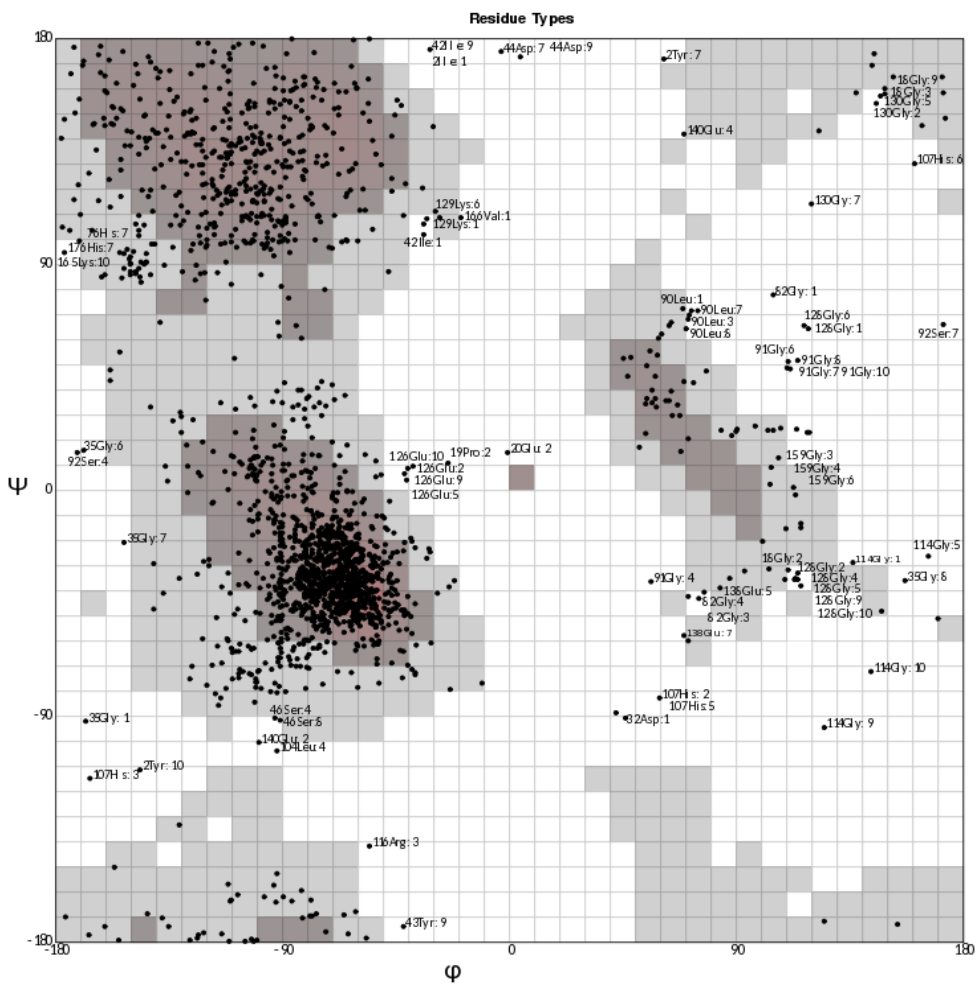 Residue Types
180
42Ile: 9
44Asp: 7 44Asp: 9
2Ile: 1
2Tyr: 7
18Gly: 9
18Gly: 3
130Gly: 5
130Gly: 2
140Glu: 4
107His: 6
129Lys:6
130Gly: 7
166Val:1
129Lys:1
76His: 7
42Ile: 1
176His:7
165Lys:10
90
82Gly: 1
90Leu:1
90Leu:7
128Gly:6
90Leu: 3
128Gly: 1
90Leu: 8
92Ser:7
91Gly:6
91Gly:8
91Gly:7 91Gly:10
35Gly:6
20Glu: 2
19Pro:2
92Ser: 4
126Glu:10
159Gly:3
126Glu:2
159Gly:4
126Glu: 9
159Gly:6
126Glu: 5
Ψ
0
35Gly: 7
114Gly:5
18Gly: 2
114Gly: 1
128Gly:2
91Gly: 4
128Gly:4
35Gly: 8
138Glu: 5
128Gly:5
82Gly:4
128Gly:9
128Gly:10
82Gly:3
138Glu: 7
114Gly: 10
107His: 2
107His:5
46Ser: 4
-90
35Gly: 1
46Ser:8
32Asp:1
114Gly: 9
140Glu: 2
104Leu: 4
2Tyr: 10
107His: 3
116Arg: 3
43Tyr: 9
-180
-180
-90
0
90
180
φ